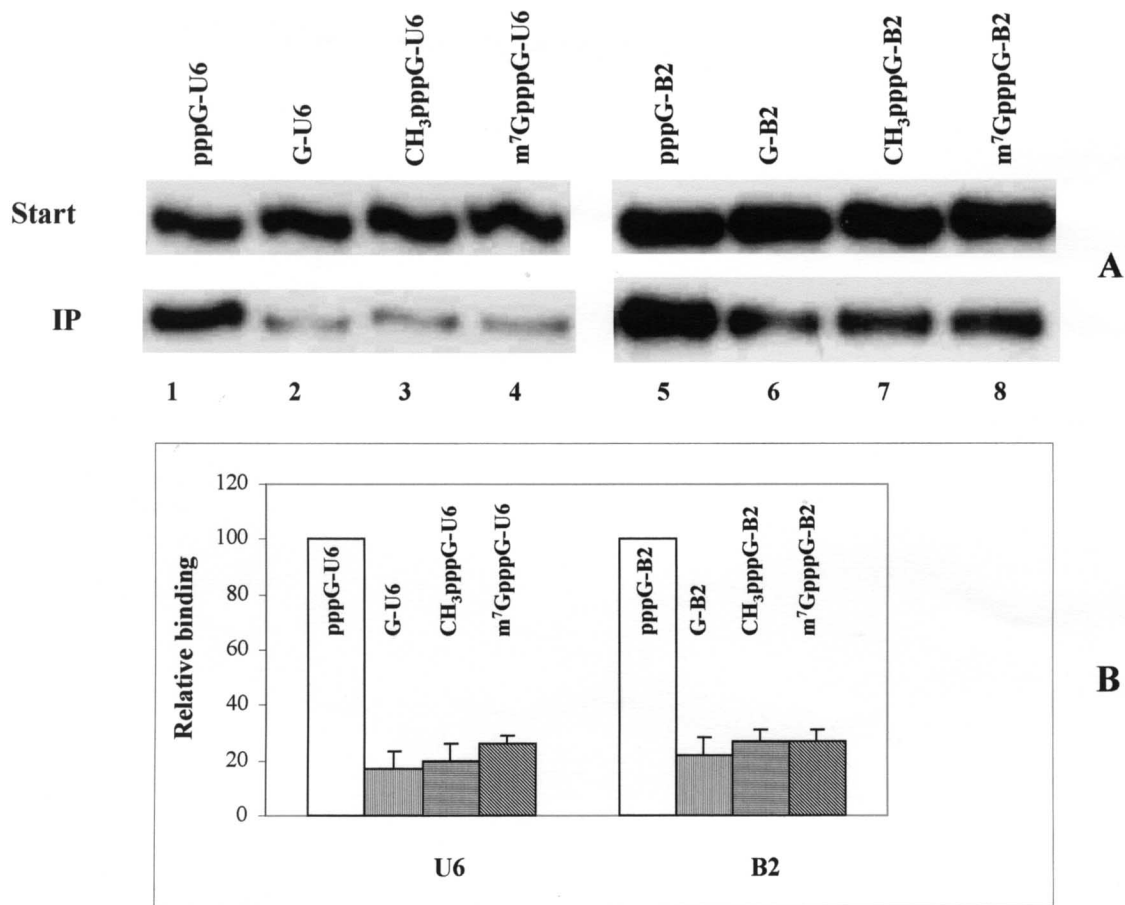 pppG-U6
G-U6
CH₃pppG-U6
m⁷GpppG-U6
pppG-B2
G-B2
CH₃pppG-B2
m⁷GppppG-B2
Start
A
IP
1 2 3 4 5 6 7 8
120
100
80
60
40
20
0
Relative binding
pppG-U6
G-U6
CH₃pppG-U6
m⁷GpppG-U6
pppG-B2
G-B2
CH₃pppG-B2
m⁷GpppG-B2
B
U6 B2